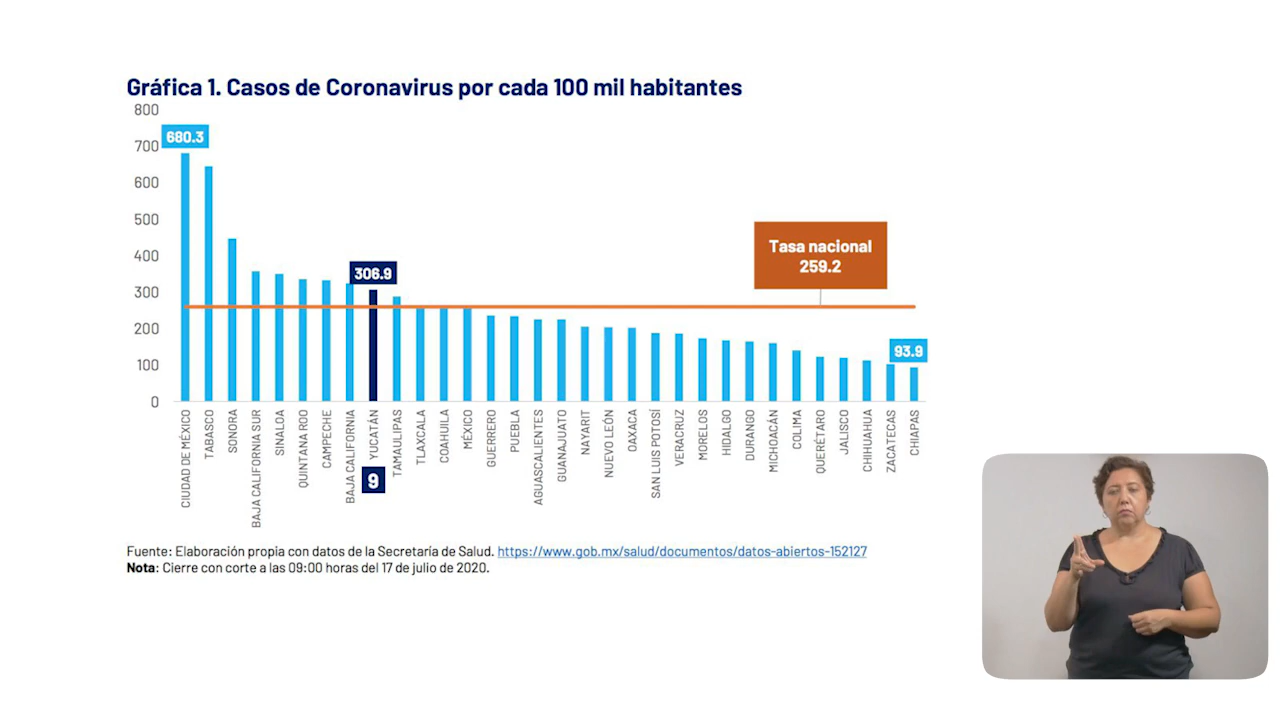 Gráfica 1. Casos de Coronavirus por cada 100 mil habitantes
800
700
600
500
400
300
200
100
0
680.3
306.9
Tasa nacional
259.2
93.9
CIUDAD DE MÉXICO
TABASCO
SONORA
BAJA CALIFORNIA SUR
SINALOA
QUINTANA ROO
CAMPECHE
BAJA CALIFORNIA
YUCATÁN
TAMAULIPAS
TLAXCALA
COAHUILA
MÉXICO
GUERRERO
PUEBLA
AGUASCALIENTES
GUANAJUATO
NAYARIT
NUEVO LEÓN
OAXACA
SAN LUIS POTOSÍ
VERACRUZ
MORELOS
HIDALGO
DURANGO
MICHOACÁN
COLIMA
QUERÉTARO
JALISCO
CHIHUAHUA
ZACATECAS
CHIAPAS
9
Fuente: Elaboración propia con datos de la Secretaría de Salud. https://www.gob.mx/salud/documentos/datos-abiertos-152127
Nota: Cierre con corte a las 09:00 horas del 17 de julio de 2020.